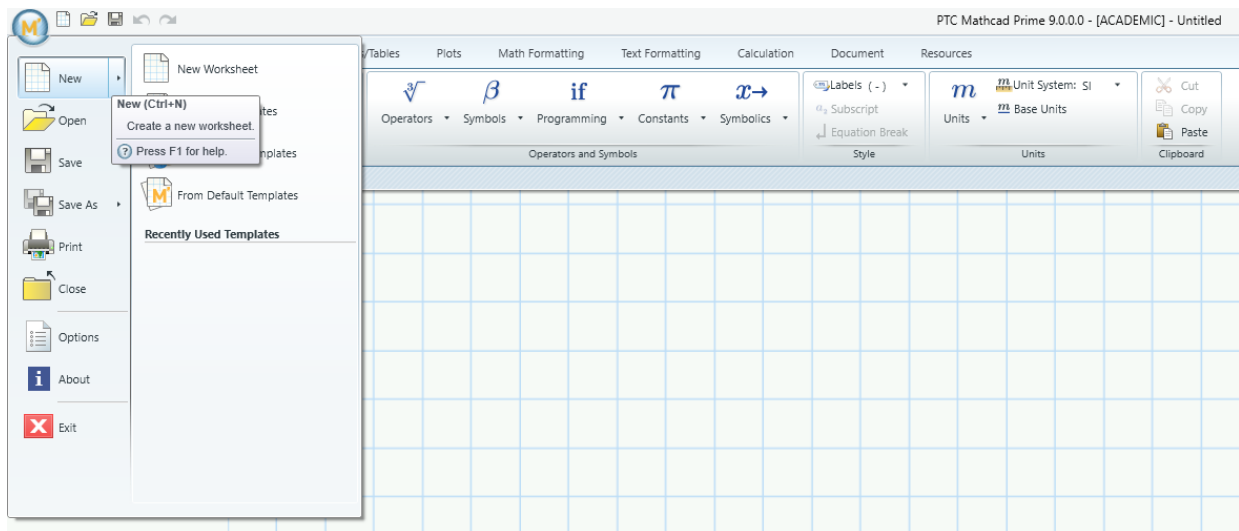 PTC Mathcad Prime 9.0.0.0 - [ACADEMIC] - Untitled
/Tables Plots Math Formatting Text Formatting Calculation Document Resources
New
New Worksheet
New (Ctrl+N)
Create a new worksheet.
Press F1 for help.
Open
Save
From Default Templates
Save As
Recently Used Templates
Print
Close
Options
About
Exit
∛ β if π x→
Operators Symbols Programming Constants Symbolics
Operators and Symbols
Labels ( - )
Subscript
Equation Break
Style
m
Units
Unit System: SI
Base Units
Units
Cut
Copy
Paste
Clipboard